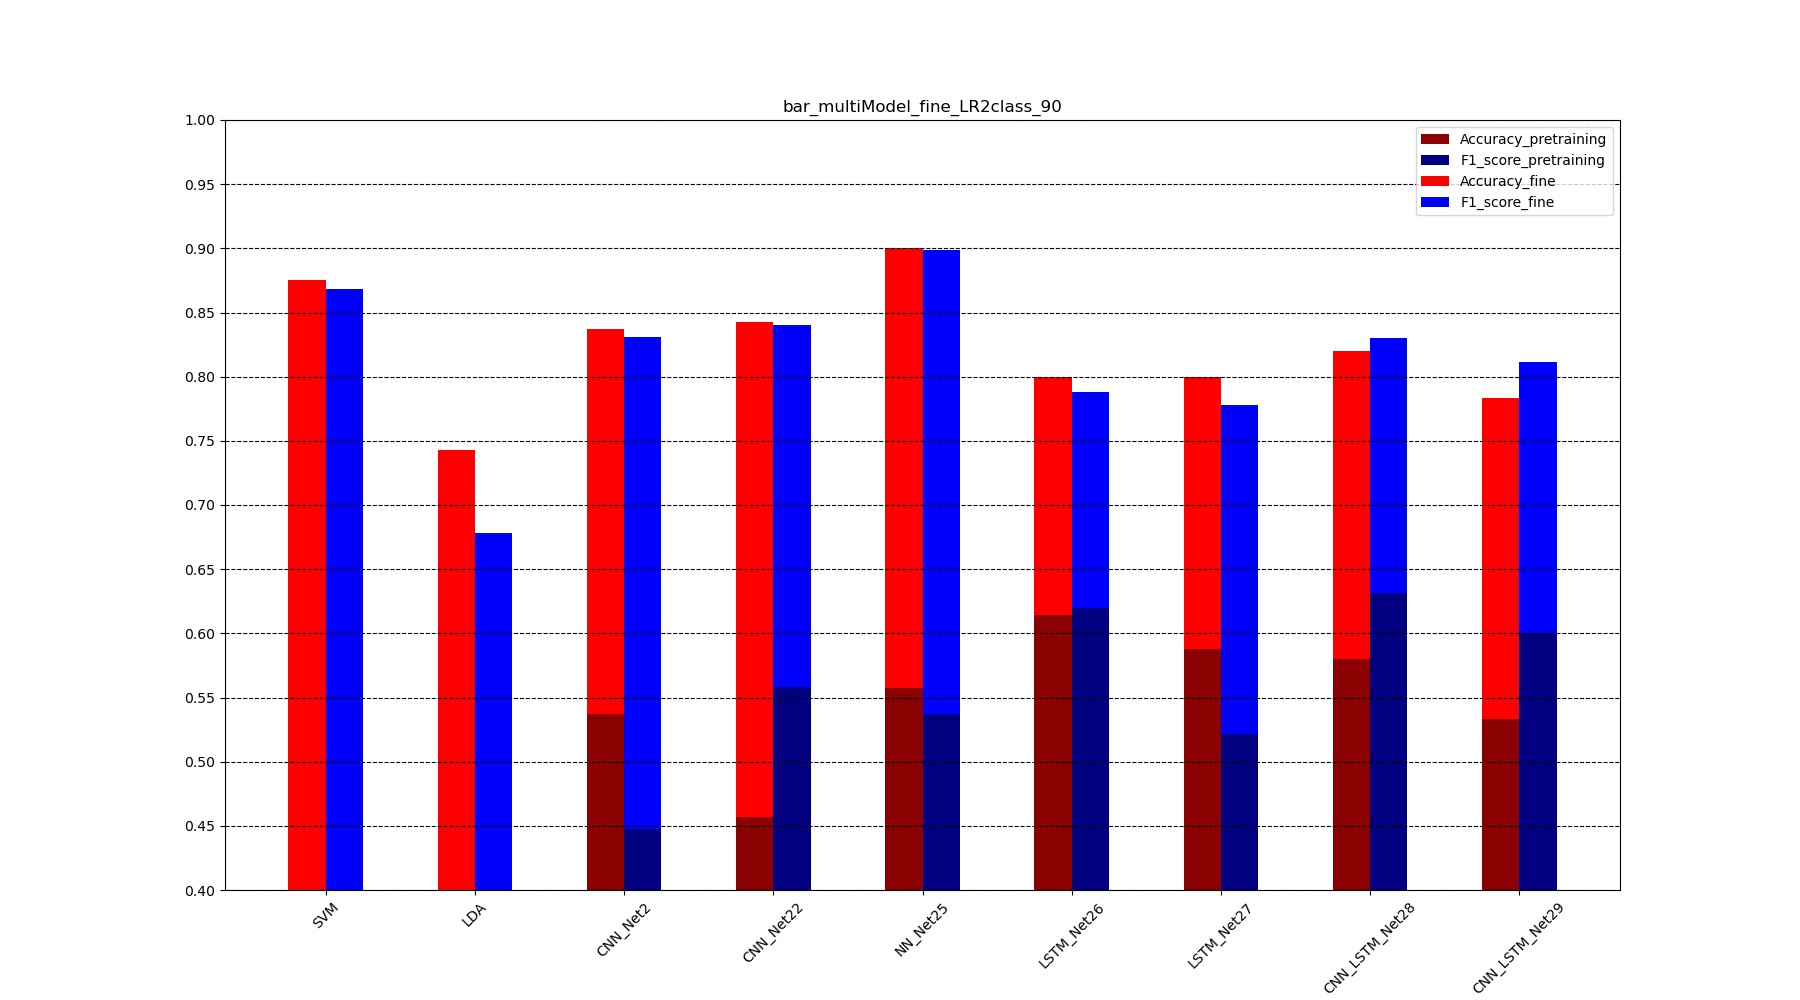 bar_multiModel_fine_LR2class_90
1.00
0.95
0.90
0.85
0.80
0.75
0.70
0.65
0.60
0.55
0.50
0.45
0.40
Accuracy_pretraining
F1_score_pretraining
Accuracy_fine
F1_score_fine
SVM
LDA
CNN_Net2
CNN_Net22
NN_Net25
LSTM_Net26
LSTM_Net27
CNN_LSTM_Net28
CNN_LSTM_Net29